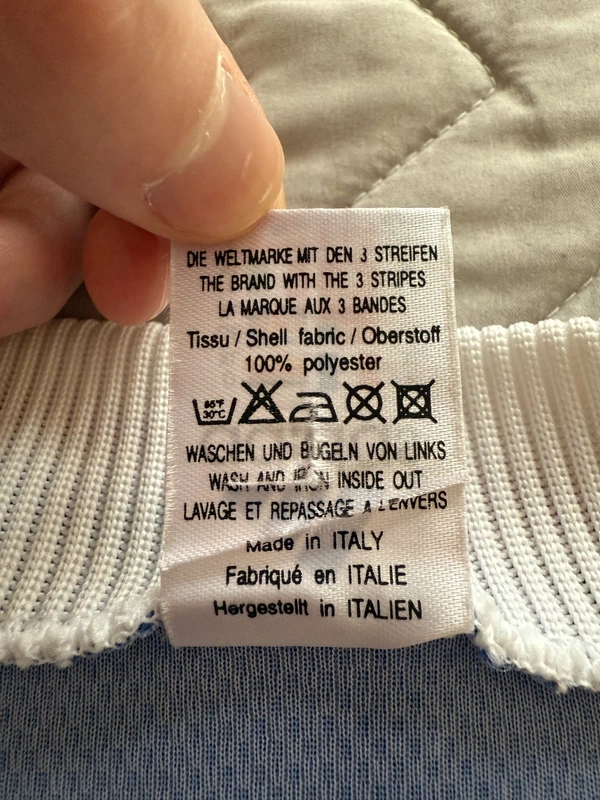 DIE WELTMARKE MIT DEN 3 STREIFEN
THE BRAND WITH THE 3 STRIPES
LA MARQUE AUX 3 BANDES
Tissu / Shell fabric / Oberstoff
100% polyester
85°F
30°C
WASCHEN UND BUGELN VON LINKS
WASH AND IRON INSIDE OUT
LAVAGE ET REPASSAGE A L'ENVERS
Made in ITALY
Fabriqué en ITALIE
Hergestellt in ITALIEN